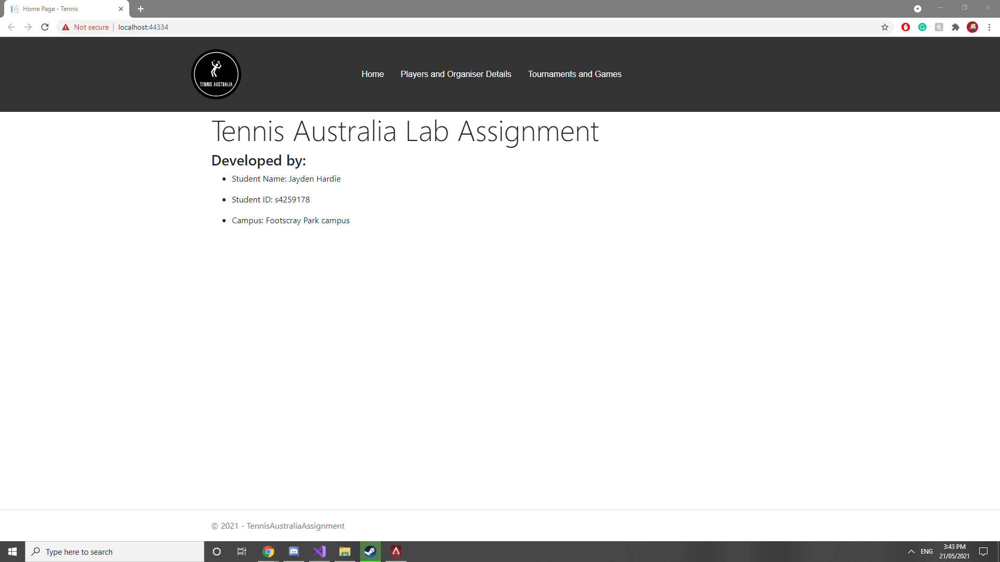 Home Page - Tennis
Not secure
localhost:44334
TENNIS AUSTRALIA
Home
Players and Organiser Details
Tournaments and Games
Tennis Australia Lab Assignment
Developed by:
Student Name: Jayden Hardie
Student ID: s4259178
Campus: Footscray Park campus
© 2021 - TennisAustraliaAssignment
Type here to search
ENG
3:43 PM
21/05/2021